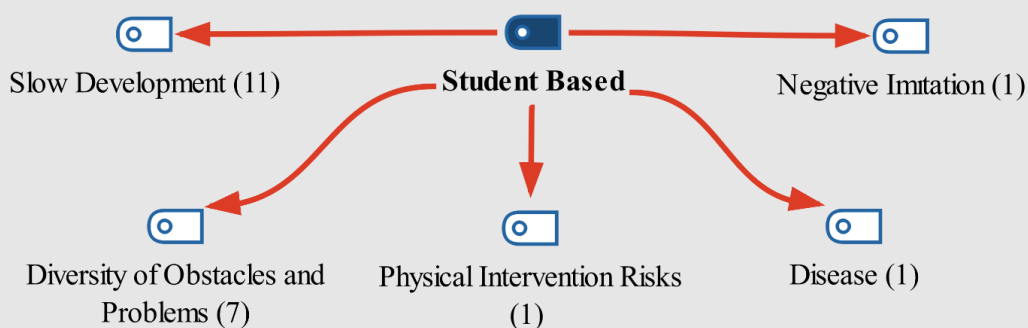 Slow Development (11)
Student Based
Negative Imitation (1)
Diversity of Obstacles and
Problems (7)
Physical Intervention Risks
(1)
Disease (1)